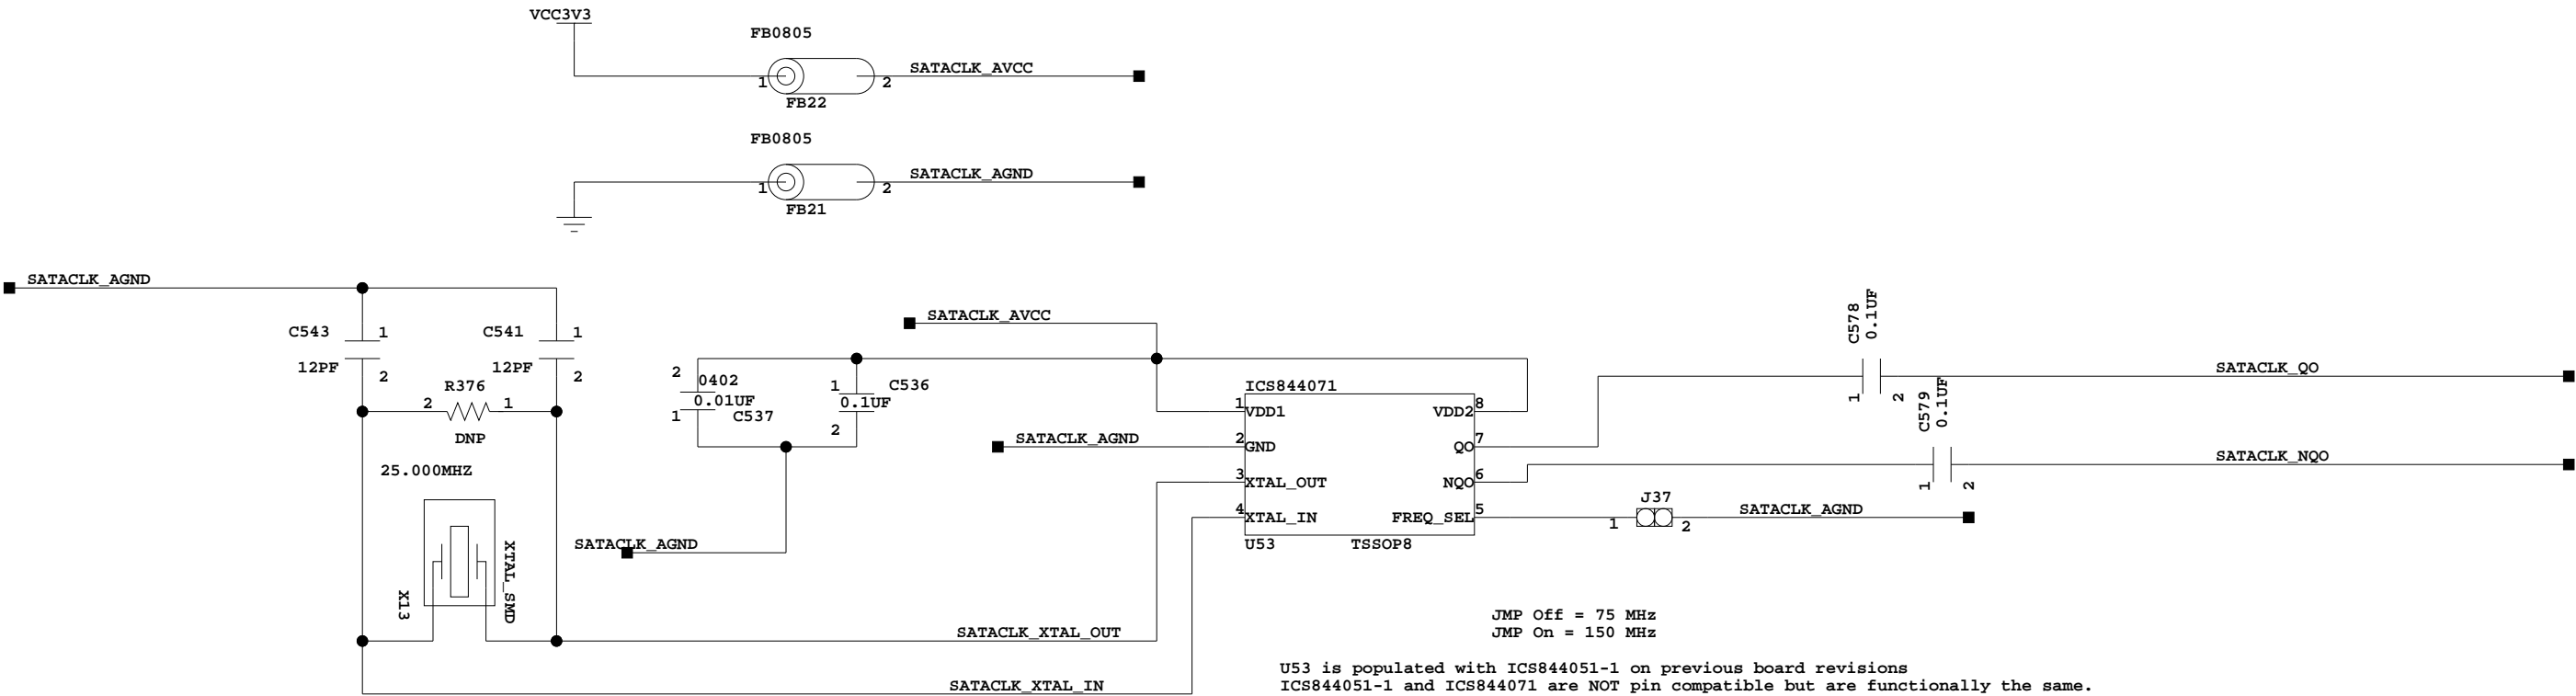 VCC3V3
FB0805
1
2
SATACLK_AVCC
FB22
FB0805
1
2
SATACLK_AGND
FB21
SATACLK_AGND
C543
1
12PF
2
C541
1
12PF
2
R376
2
1
DNP
25.000MHZ
X13
XTAL_SMD
SATACLK_AVCC
2
0402
0.01UF
1
C537
1
C536
0.1UF
2
SATACLK_AGND
SATACLK_AGND
ICS844071
1
VDD1
2
GND
3
XTAL_OUT
4
XTAL_IN
VDD2
8
QO
7
NQO
6
FREQ_SEL
5
U53
TSSOP8
C578
0.1UF
1
2
SATACLK_QO
C579
0.1UF
1
2
SATACLK_NQO
J37
1
2
SATACLK_AGND
SATACLK_XTAL_OUT
SATACLK_XTAL_IN
JMP Off = 75 MHz
JMP On = 150 MHz
U53 is populated with ICS844051-1 on previous board revisions
ICS844051-1 and ICS844071 are NOT pin compatible but are functionally the same.